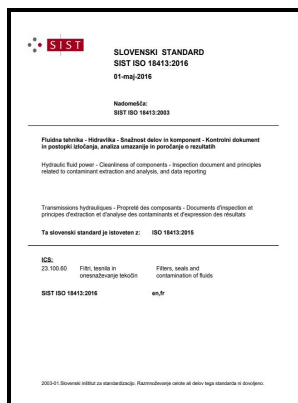 SIST
SLOVENSKI STANDARD
SIST ISO 18413:2016
01-maj-2016
Nadomešča:
SIST ISO 18413:2003
Fluidna tehnika - Hidravlika - Snažnost delov in komponent - Kontrolni dokument
in postopki izločanja, analiza umazanije in poročanje o rezultatih
Hydraulic fluid power - Cleanliness of components - Inspection document and principles
related to contaminant extraction and analysis, and data reporting
Transmissions hydrauliques - Propreté des composants - Documents d'inspection et
principes d'extraction et d'analyse des contaminants et d'expression des résultats
Ta slovenski standard je istoveten z: ISO 18413:2015
ICS:
23.100.60 Filtri, tesnila in Filters, seals and
onesnaževanje tekočin contamination of fluids
SIST ISO 18413:2016 en,fr
2003-01.Slovenski inštitut za standardizacijo. Razmnoževanje celote ali delov tega standarda ni dovoljeno.